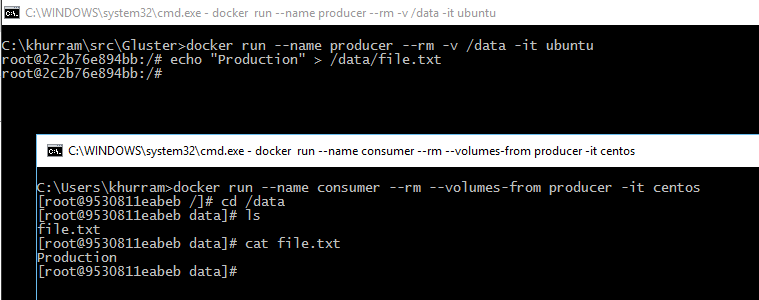 C:\WINDOWS\system32\cmd.exe - docker  run --name producer --rm -v /data -it ubuntu
C:\khurram\src\Gluster>docker run --name producer --rm -v /data -it ubuntu
root@2c2b76e894bb:/# echo "Production" > /data/file.txt
root@2c2b76e894bb:/#
C:\WINDOWS\system32\cmd.exe - docker  run --name consumer --rm --volumes-from producer -it centos
C:\Users\khurram>docker run --name consumer --rm --volumes-from producer -it centos
[root@9530811eabeb /]# cd /data
[root@9530811eabeb data]# ls
file.txt
[root@9530811eabeb data]# cat file.txt
Production
[root@9530811eabeb data]#